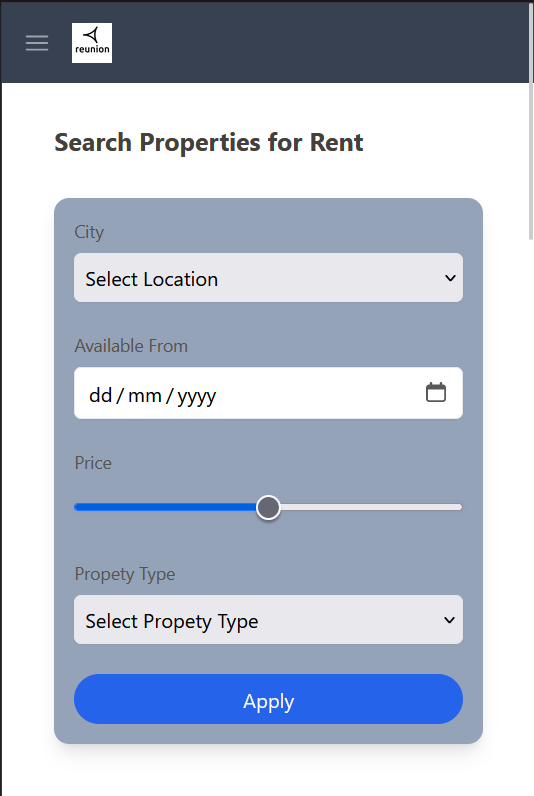 reunion
Search Properties for Rent
City
Select Location
Available From
dd/mm/yyyy
Price
Propety Type
Select Propety Type
Apply